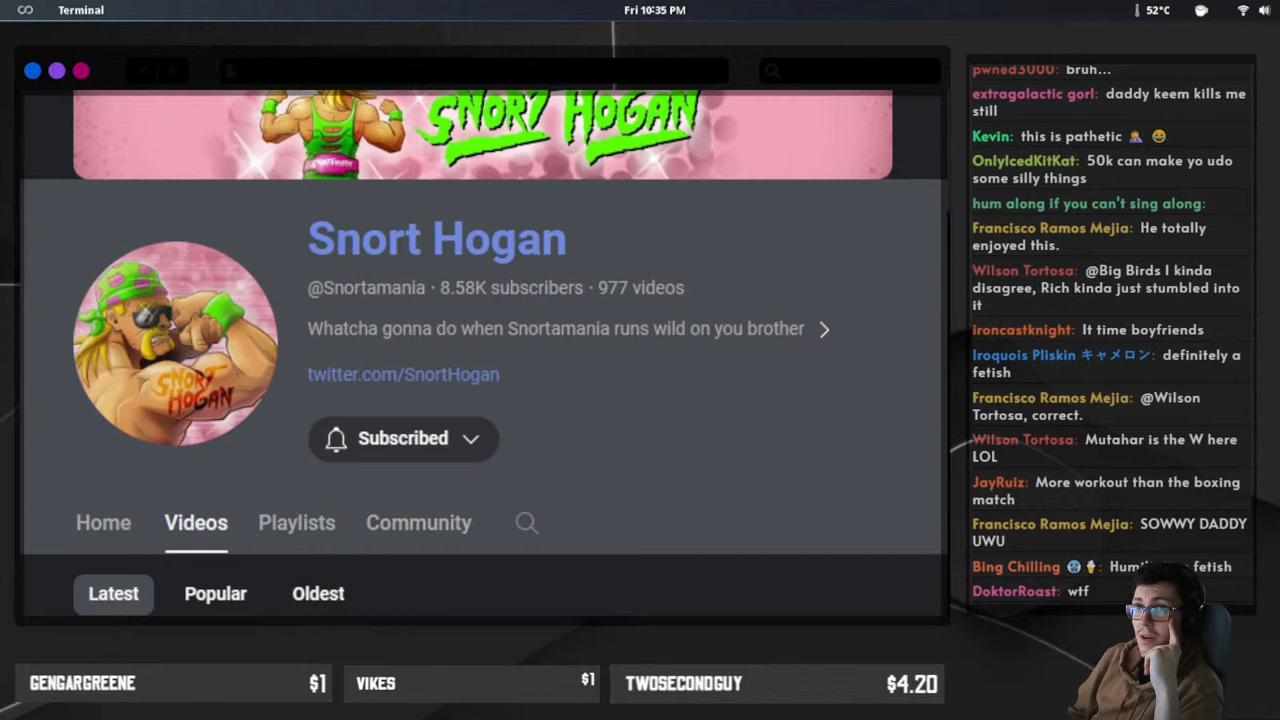 Terminal
Fri 10:35 PM
52°C
SNORT HOGAN
SNORT
HOGAN
Snort Hogan
@Snortamania · 8.58K subscribers · 977 videos
Whatcha gonna do when Snortamania runs wild on you brother
twitter.com/SnortHogan
Subscribed
Home
Videos
Playlists
Community
Latest
Popular
Oldest
pwned3000: bruh...
extragalactic gorl: daddy keem kills me
still
Kevin: this is pathetic 🤦 😂
OnlyIcedKitKat: 50k can make yo udo
some silly things
hum along if you can't sing along:
Francisco Ramos Mejia: He totally
enjoyed this.
Wilson Tortosa: @Big Birds I kinda
disagree, Rich kinda just stumbled into
it
ironcastknight: It time boyfriends
Iroquois Pliskin キャメロン: definitely a
fetish
Francisco Ramos Mejia: @Wilson
Tortosa, correct.
Wilson Tortosa: Mutahar is the W here
LOL
JayRuiz: More workout than the boxing
match
Francisco Ramos Mejia: SOWWY DADDY
UWU
Bing Chilling 🥶🍦: fetish
DoktorRoast: wtf
GENGARGREENE
$1
VIKES
$1
TWOSECONDGUY
$4.20